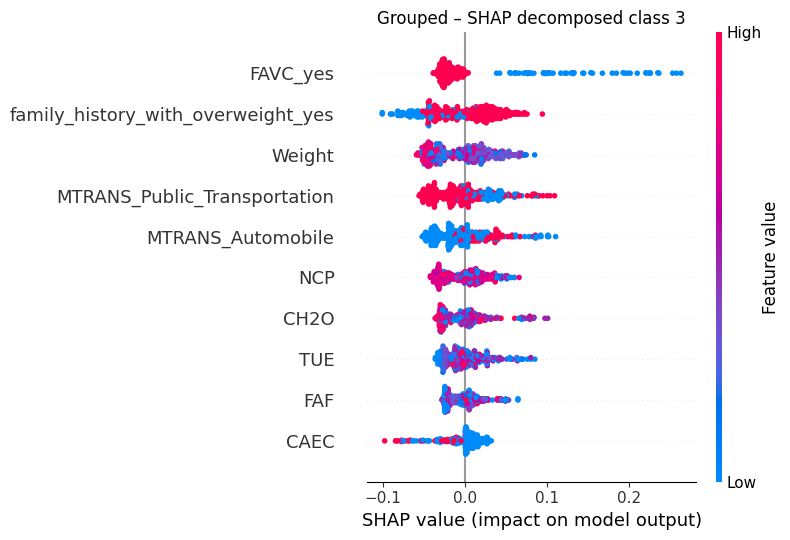 Grouped – SHAP decomposed class 3
High
FAVC_yes
family_history_with_overweight_yes
Weight
MTRANS_Public_Transportation
MTRANS_Automobile
NCP
CH2O
TUE
FAF
CAEC
Feature value
Low
−0.1 0.0 0.1 0.2
SHAP value (impact on model output)